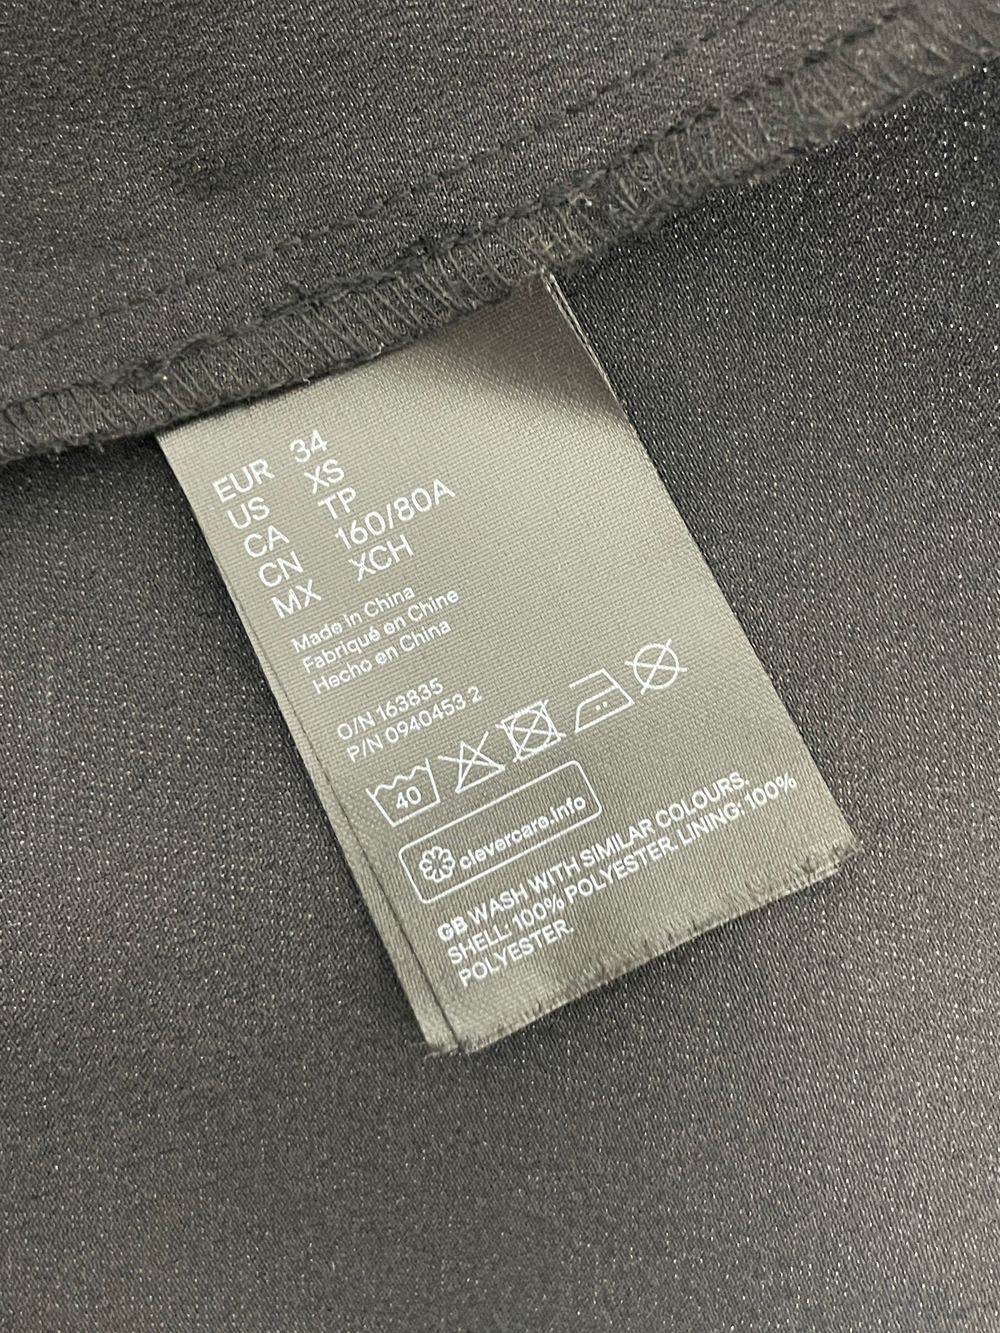 EUR 34
US XS
CA TP
CN 160/80A
MX XCH
Made in China
Fabriqué en Chine
Hecho en China
O/N 163835
P/N 0940453 2
40
clevercare.info
GB WASH WITH SIMILAR COLOURS.
SHELL: 100% POLYESTER. LINING: 100%
POLYESTER.